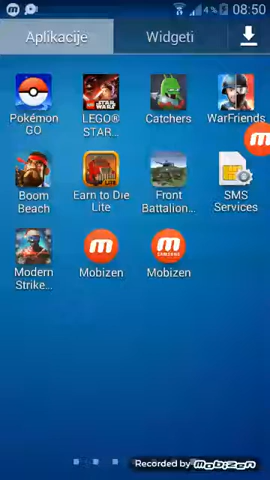 4% 08:50
Aplikacije Widgeti
Pokémon GO
LEGO® STAR...
Catchers
WarFriends
Boom Beach
Earn to Die Lite
Front Battalion...
SMS Services
Modern Strike...
Mobizen
Mobizen
SAMSUNG
Recorded by mobizen